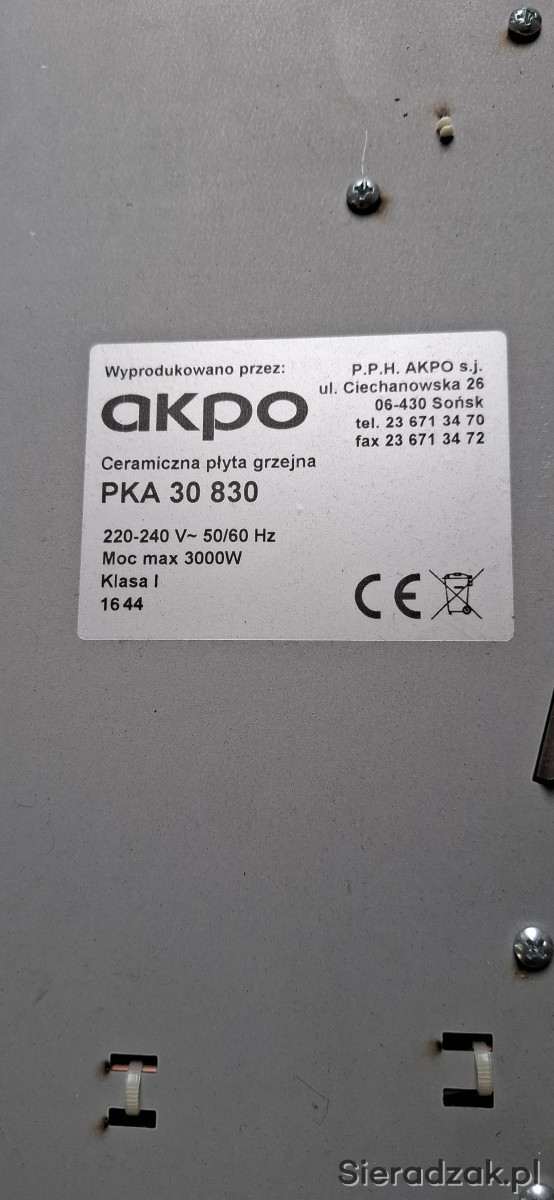 Wyprodukowano przez:
akpo
P.P.H. AKPO s.j.
ul. Ciechanowska 26
06-430 Sońsk
tel. 23 671 34 70
fax 23 671 34 72
Ceramiczna płyta grzejna
PKA 30 830
220-240 V~ 50/60 Hz
Moc max 3000W
Klasa I
16 44
CE
Sieradzak.pl